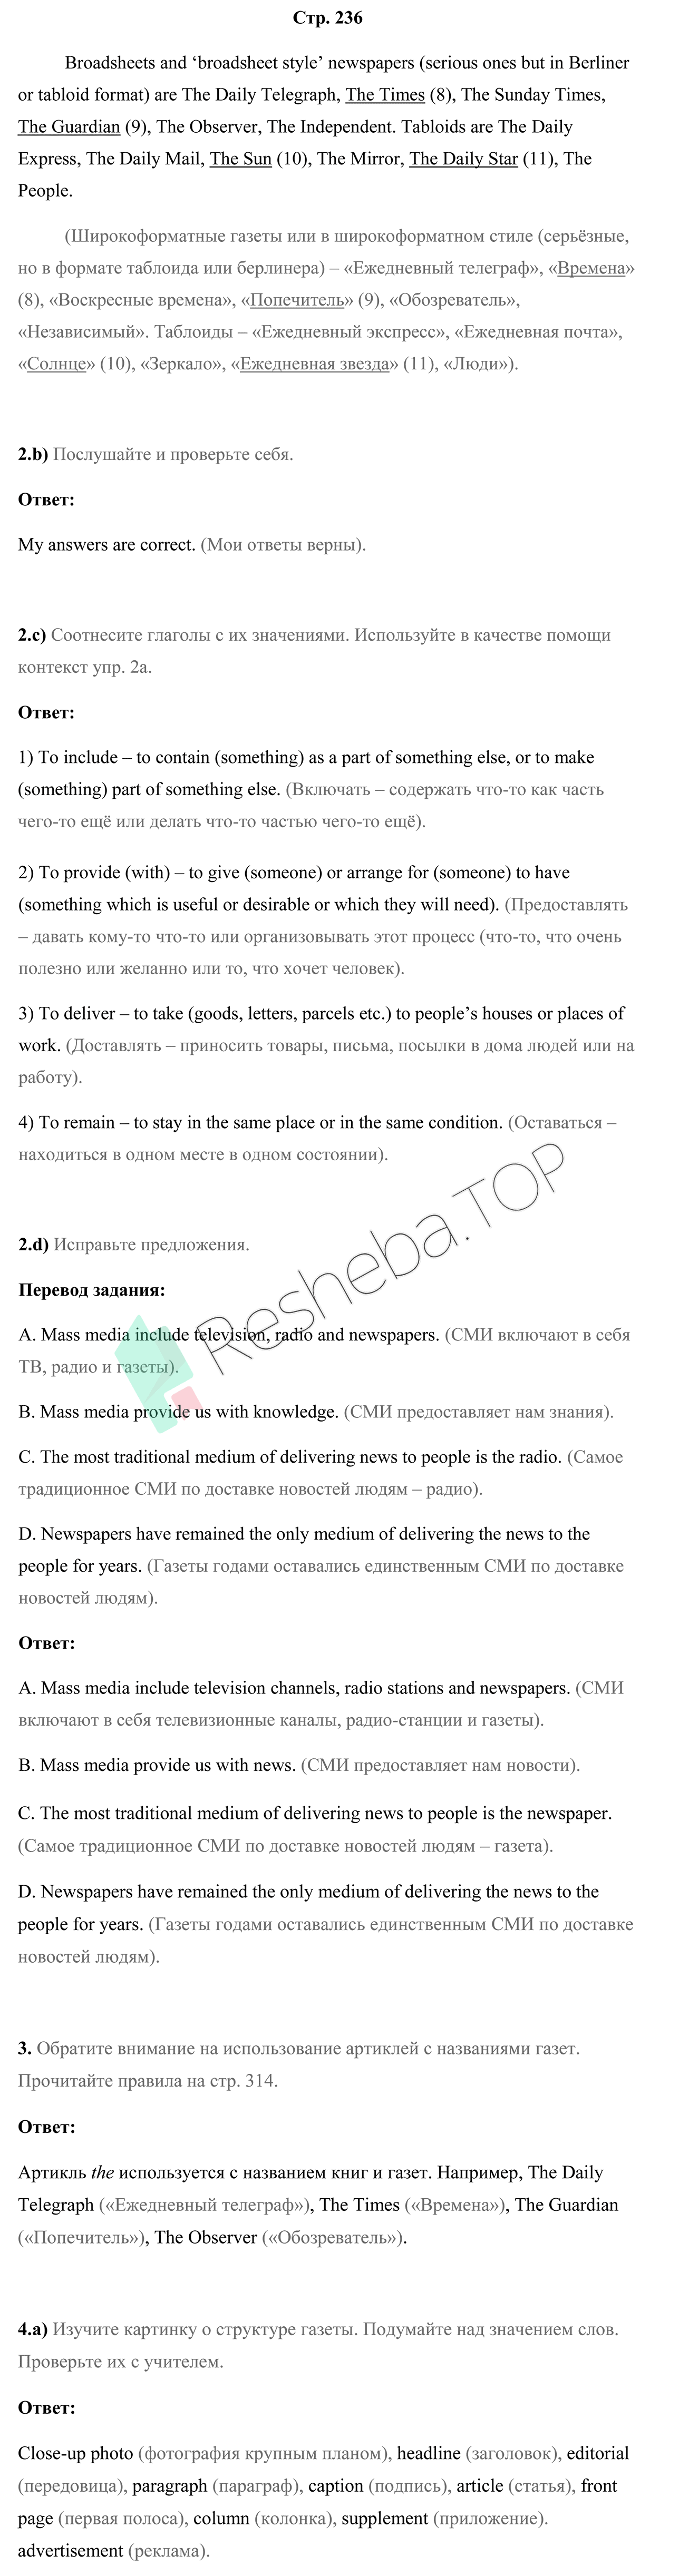 Стр. 236
Broadsheets and ‘broadsheet style’ newspapers (serious ones but in Berliner
or tabloid format) are The Daily Telegraph, The Times (8), The Sunday Times,
The Guardian (9), The Observer, The Independent. Tabloids are The Daily
Express, The Daily Mail, The Sun (10), The Mirror, The Daily Star (11), The
People.
(Широкоформатные газеты или в широкоформатном стиле (серьёзные,
но в формате таблоида или берлинера) – «Ежедневный телеграф», «Времена»
(8), «Воскресные времена», «Попечитель» (9), «Обозреватель»,
«Независимый». Таблоиды – «Ежедневный экспресс», «Ежедневная почта»,
«Солнце» (10), «Зеркало», «Ежедневная звезда» (11), «Люди»).
2.b) Послушайте и проверьте себя.
Ответ:
My answers are correct. (Мои ответы верны).
2.c) Соотнесите глаголы с их значениями. Используйте в качестве помощи
контекст упр. 2а.
Ответ:
1) To include – to contain (something) as a part of something else, or to make
(something) part of something else. (Включать – содержать что-то как часть
чего-то ещё или делать что-то частью чего-то ещё).
2) To provide (with) – to give (someone) or arrange for (someone) to have
(something which is useful or desirable or which they will need). (Предоставлять
– давать кому-то что-то или организовывать этот процесс (что-то, что очень
полезно или желанно или то, что хочет человек).
3) To deliver – to take (goods, letters, parcels etc.) to people’s houses or places of
work. (Доставлять – приносить товары, письма, посылки в дома людей или на
работу).
4) To remain – to stay in the same place or in the same condition. (Оставаться –
находиться в одном месте в одном состоянии).
Resheba.TOP
2.d) Исправьте предложения.
Перевод задания:
A. Mass media include television, radio and newspapers. (СМИ включают в себя
ТВ, радио и газеты).
B. Mass media provide us with knowledge. (СМИ предоставляет нам знания).
C. The most traditional medium of delivering news to people is the radio. (Самое
традиционное СМИ по доставке новостей людям – радио).
D. Newspapers have remained the only medium of delivering the news to the
people for years. (Газеты годами оставались единственным СМИ по доставке
новостей людям).
Ответ:
A. Mass media include television channels, radio stations and newspapers. (СМИ
включают в себя телевизионные каналы, радио-станции и газеты).
B. Mass media provide us with news. (СМИ предоставляет нам новости).
C. The most traditional medium of delivering news to people is the newspaper.
(Самое традиционное СМИ по доставке новостей людям – газета).
D. Newspapers have remained the only medium of delivering the news to the
people for years. (Газеты годами оставались единственным СМИ по доставке
новостей людям).
3. Обратите внимание на использование артиклей с названиями газет.
Прочитайте правила на стр. 314.
Ответ:
Артикль the используется с названием книг и газет. Например, The Daily
Telegraph («Ежедневный телеграф»), The Times («Времена»), The Guardian
(«Попечитель»), The Observer («Обозреватель»).
4.a) Изучите картинку о структуре газеты. Подумайте над значением слов.
Проверьте их с учителем.
Ответ:
Close-up photo (фотография крупным планом), headline (заголовок), editorial
(передовица), paragraph (параграф), caption (подпись), article (статья), front
page (первая полоса), column (колонка), supplement (приложение).
advertisement (реклама).